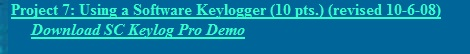 Project 7: Using a Software Keylogger (10 pts.) (revised 10-6-08)
Download SC Keylog Pro Demo